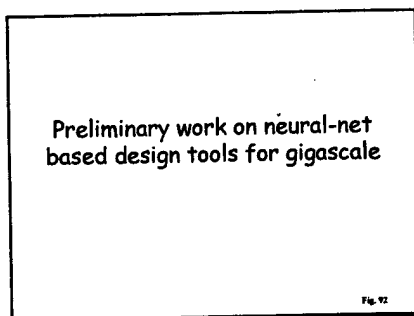 Preliminary work on neural-net
based design tools for gigascale
Fig. 92